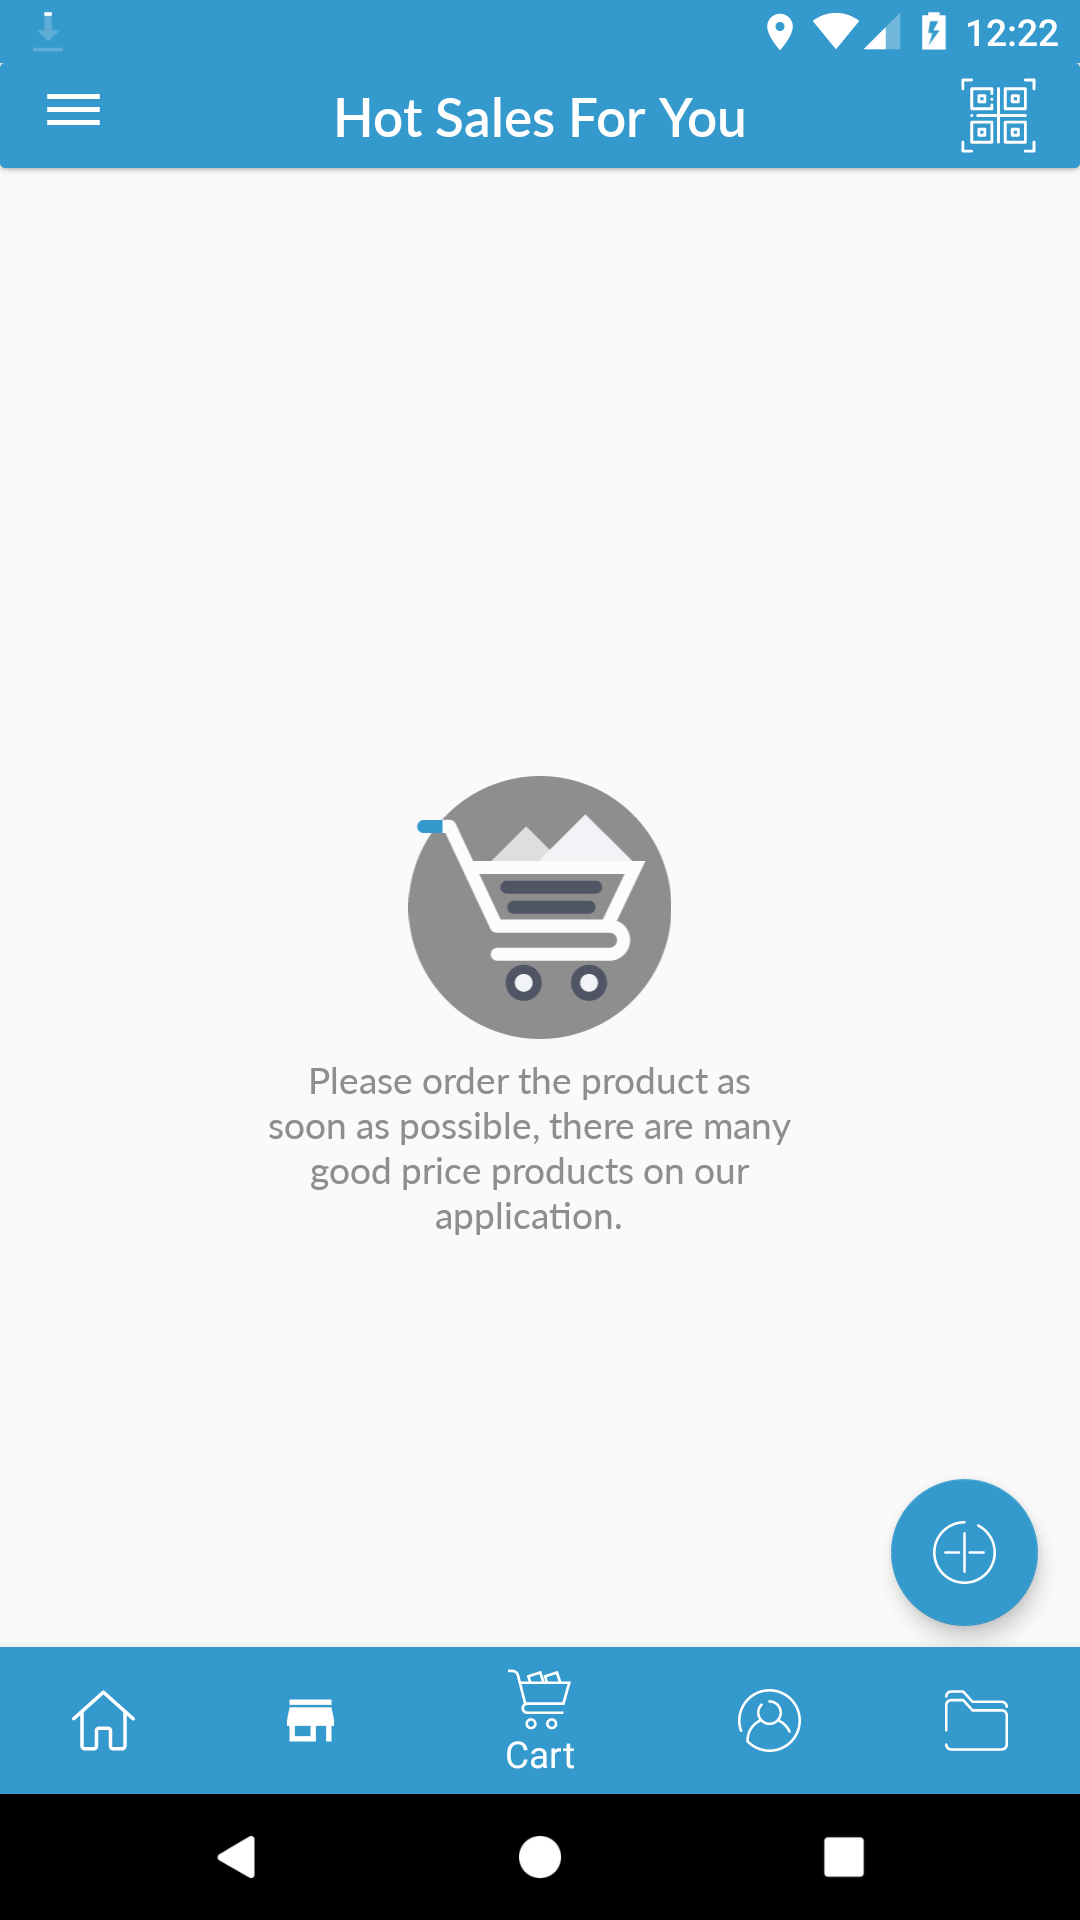 12:22
Hot Sales For You
Please order the product as
soon as possible, there are many
good price products on our
application.
Cart